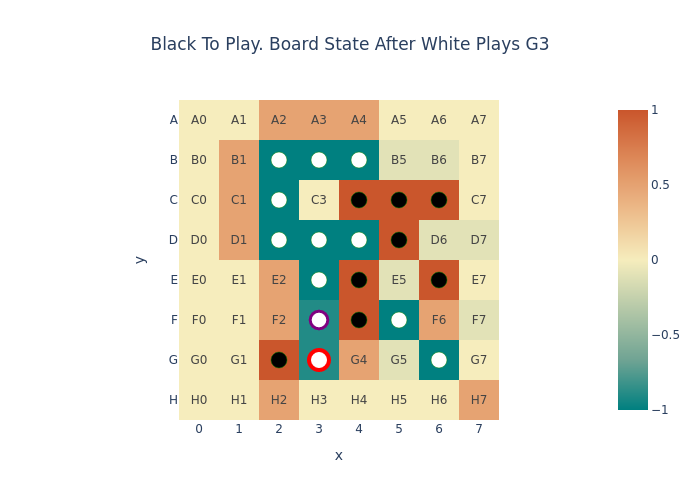 Black To Play. Board State After White Plays G3
A A0 A1 A2 A3 A4 A5 A6 A7
B B0 B1 B5 B6 B7
C C0 C1 C3 C7
D D0 D1 D6 D7
E E0 E1 E2 E5 E7
F F0 F1 F2 F6 F7
G G0 G1 G4 G5 G7
H H0 H1 H2 H3 H4 H5 H6 H7
0 1 2 3 4 5 6 7
x
y
1
0.5
0
−0.5
−1